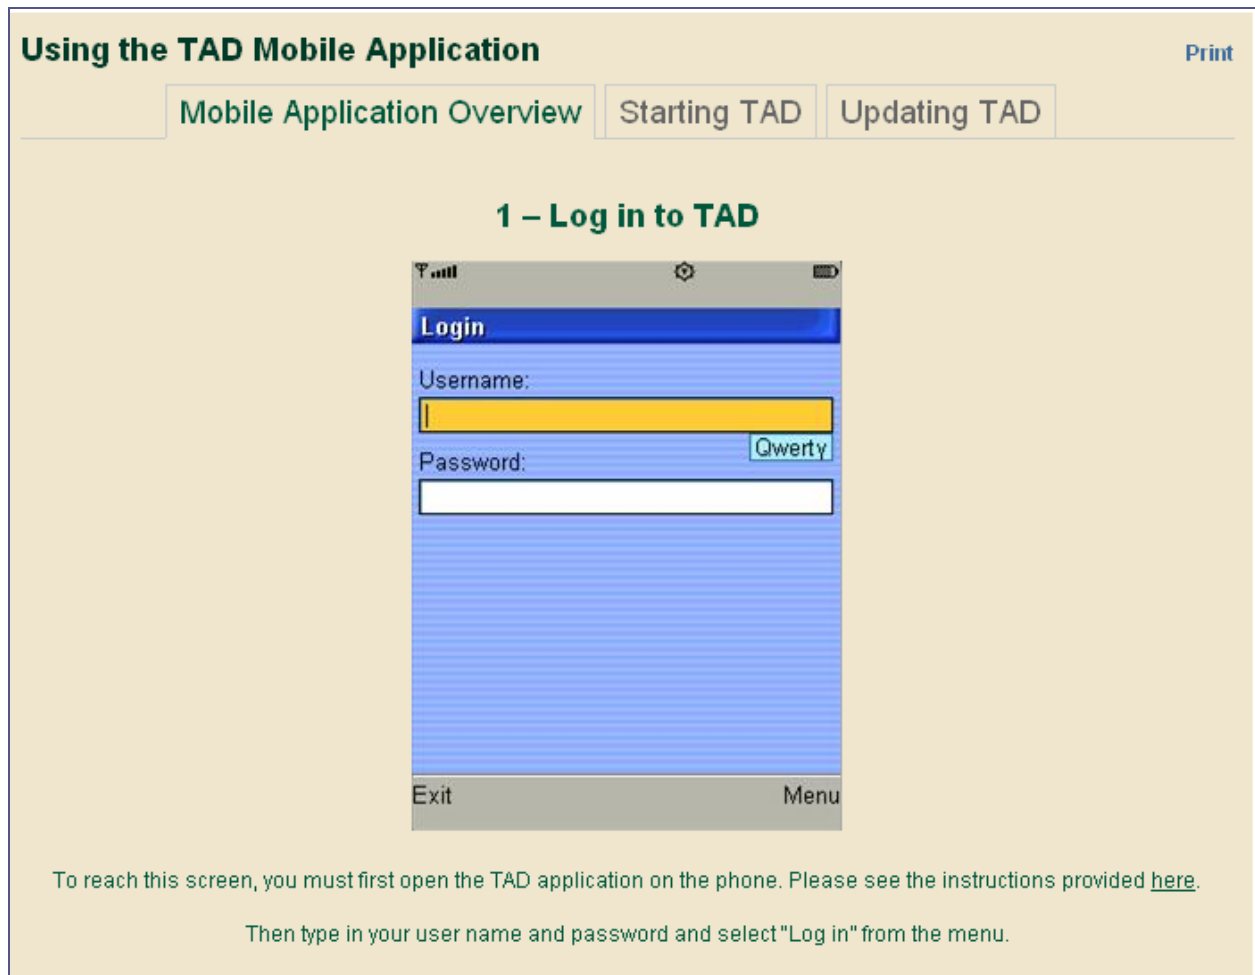 Using the TAD Mobile Application
Print
Mobile Application Overview
Starting TAD
Updating TAD
1 – Log in to TAD
Login
Username:
Qwerty
Password:
Exit
Menu
To reach this screen, you must first open the TAD application on the phone. Please see the instructions provided here.
Then type in your user name and password and select "Log in" from the menu.